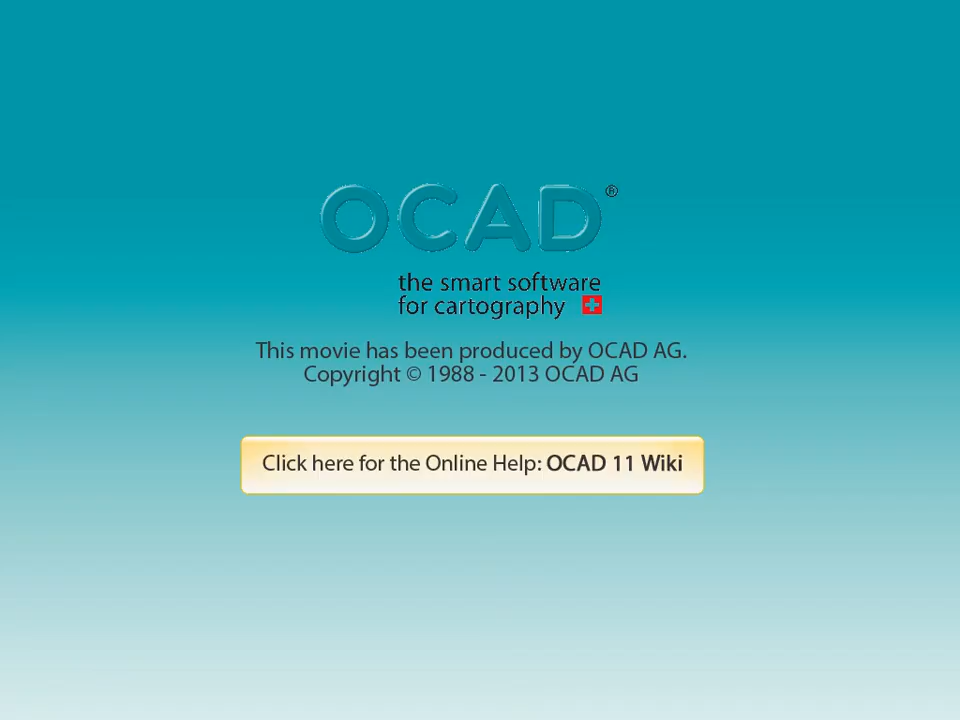 OCAD®
the smart software
for cartography
This movie has been produced by OCAD AG.
Copyright © 1988 - 2013 OCAD AG
Click here for the Online Help: OCAD 11 Wiki